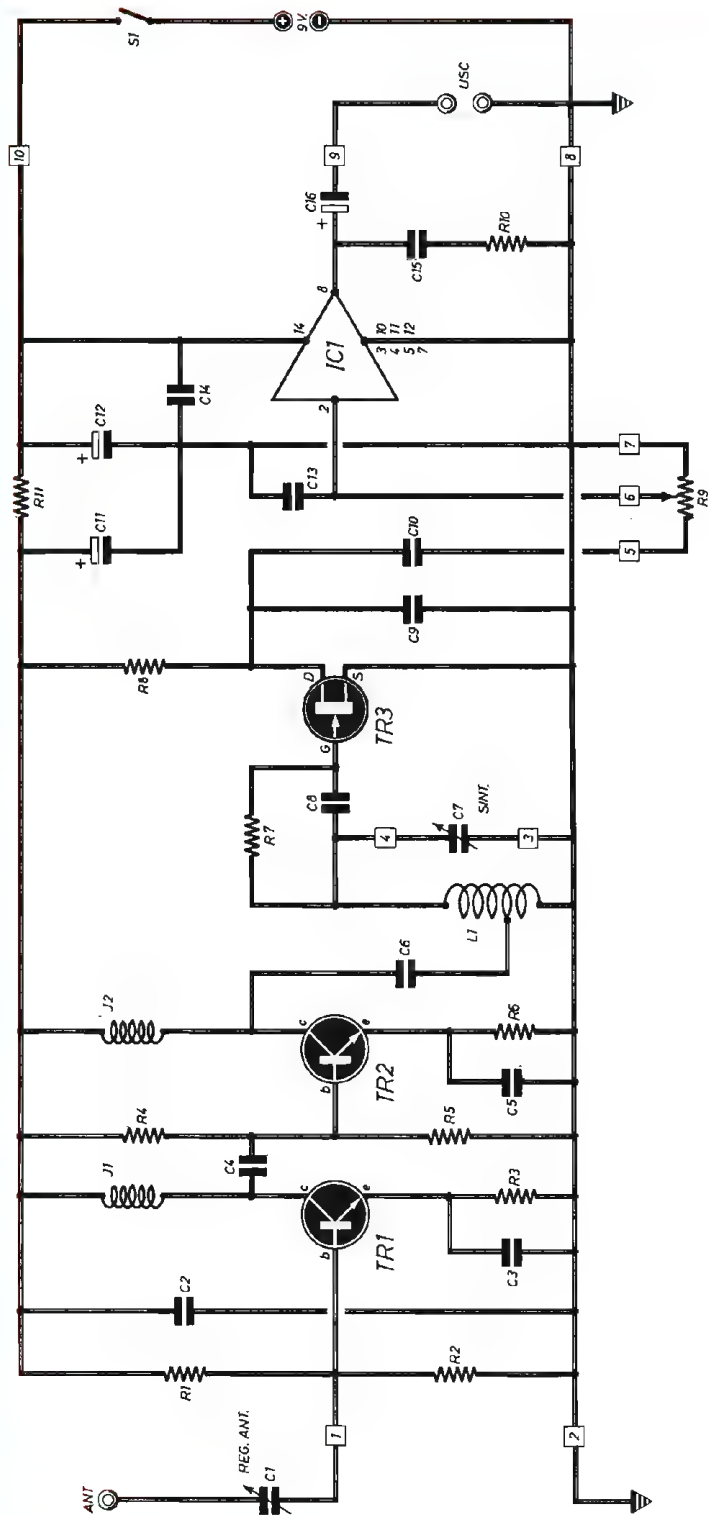 ANT
REG. ANT.
C1
1
2
R1
R2
C2
b
c
e
TR1
C3
R3
J1
C4
R4
R5
b
c
e
TR2
C5
R6
J2
C6
L1
R7
C8
4
C7
SINT.
3
G
D
S
TR3
R8
C9
C10
5
6
7
R9
+
C11
R11
+
C12
C13
C14
2
IC1
14
8
3 10
4 11
5 12
7
C15
R10
+
C16
9
10
8
USC
S1
+
9 V.
-